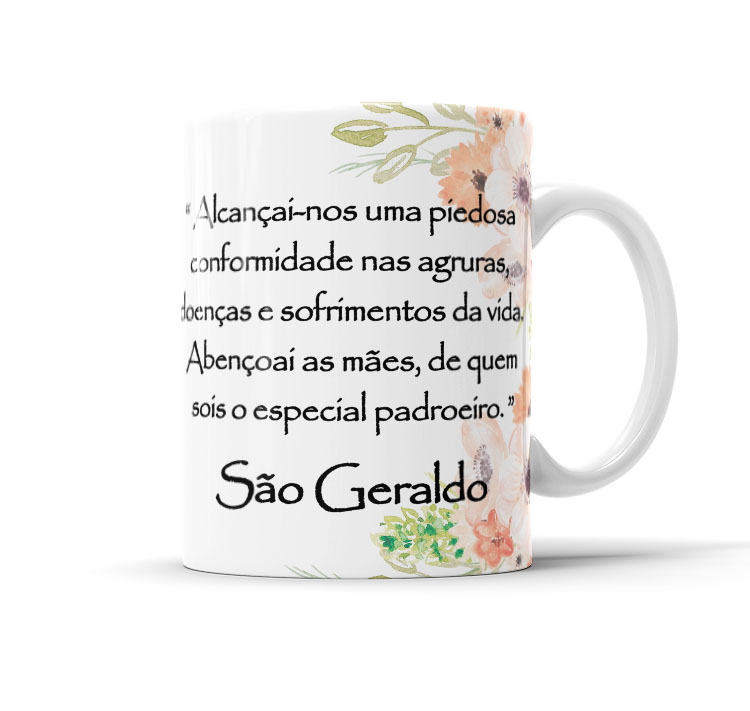 “ Alcançai-nos uma piedosa
conformidade nas agruras,
doenças e sofrimentos da vida.
Abençoai as mães, de quem
sois o especial padroeiro.”
São Geraldo